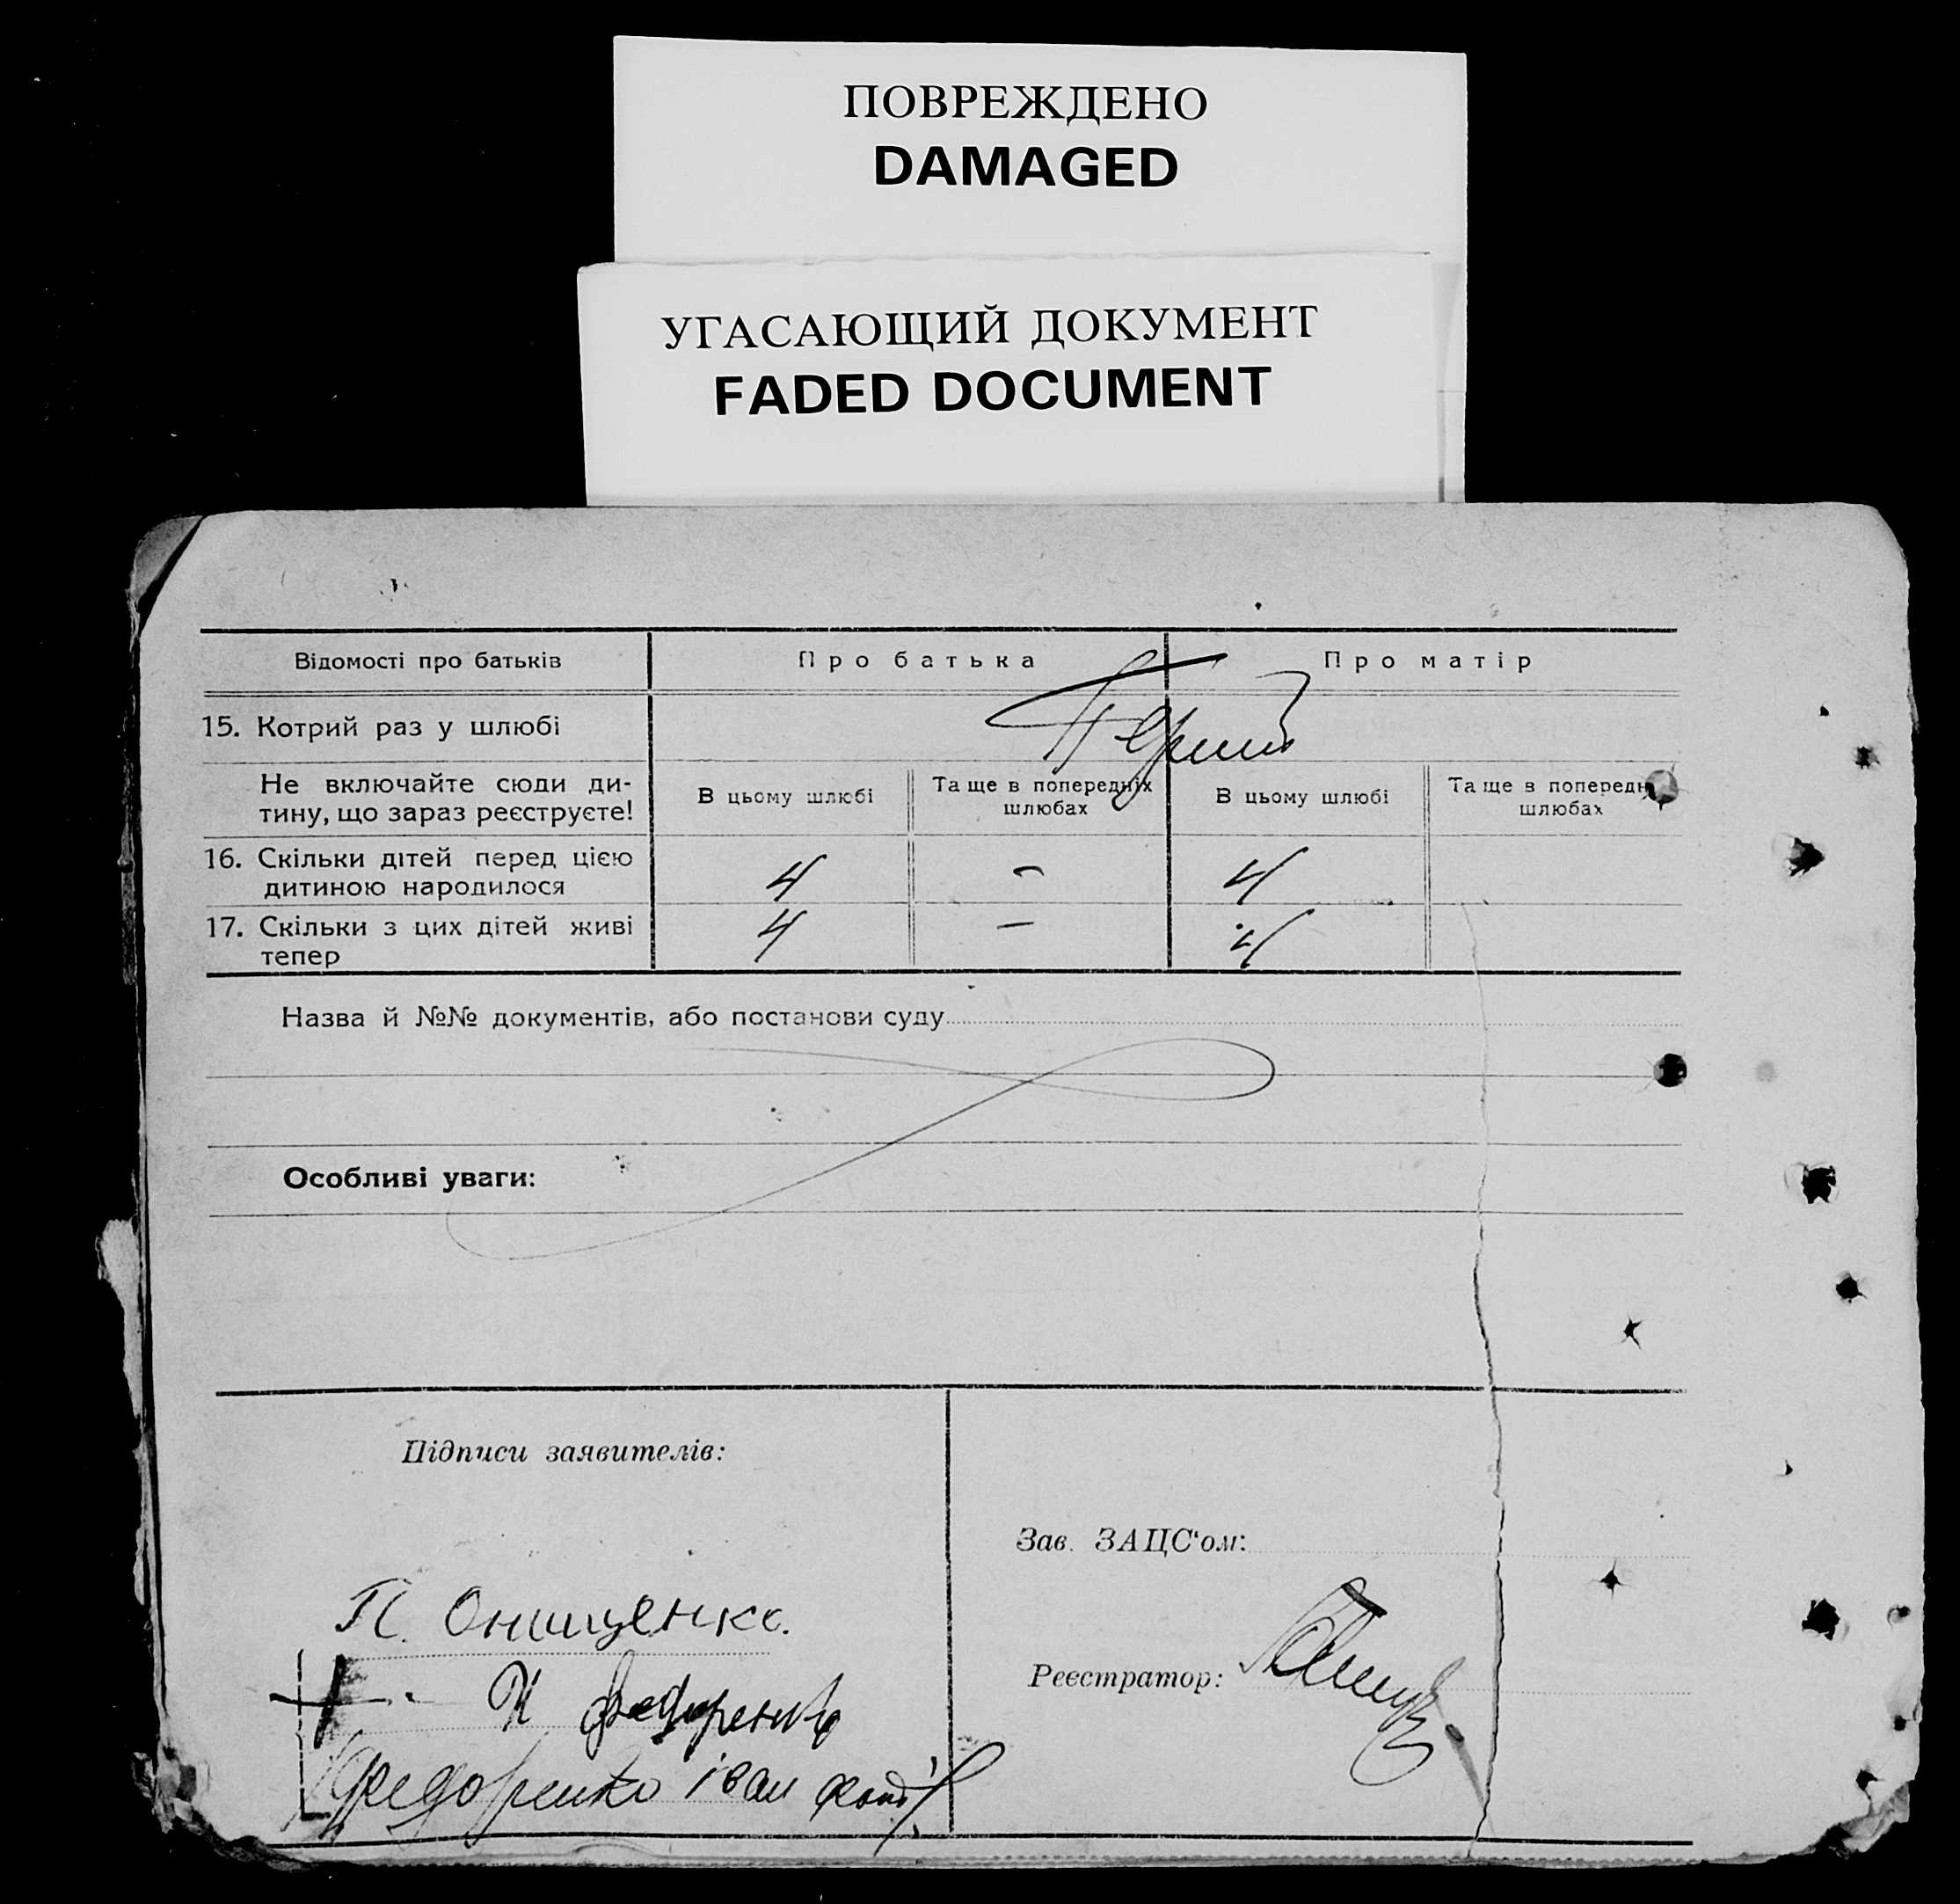 ПОВРЕЖДЕНО
DAMAGED
УГАСАЮЩИЙ ДОКУМЕНТ
FADED DOCUMENT
Відомості про батьків Про батька Про матір
15. Котрий раз у шлюбі
Не включайте сюди ди- В цьому шлюбі Та ще в попередніх В цьому шлюбі Та ще в попередн
тину, що зараз реєструєте! шлюбах шлюбах
16. Скільки дітей перед цією
дитиною народилося 4 – 4
17. Скільки з цих дітей живі 4 – 4
тепер
Назва й №№ документів, або постанови суду
Особливі уваги:
Підписи заявителів:
Зав. ЗАЦС'ом:
П. Онищенко.
Реєстратор:
Федоренко
Федоренко іван